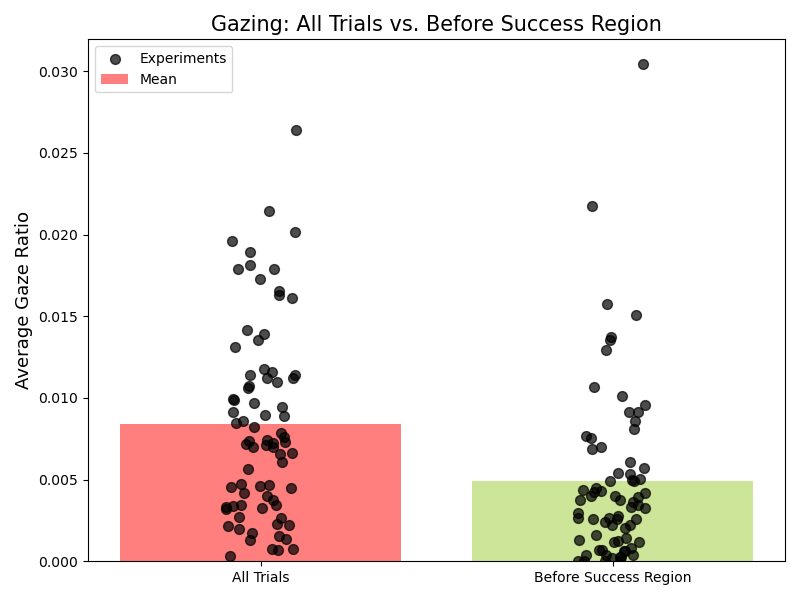 Gazing: All Trials vs. Before Success Region
Experiments
Mean
Average Gaze Ratio
0.030
0.025
0.020
0.015
0.010
0.005
0.000
All Trials
Before Success Region